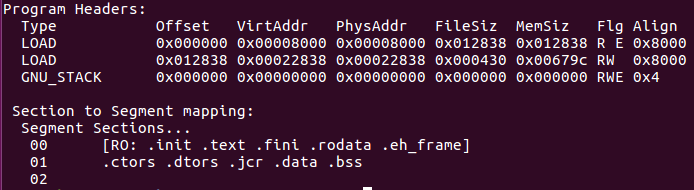 Program Headers:
Type Offset VirtAddr PhysAddr FileSiz MemSiz Flg Align
LOAD 0x000000 0x00008000 0x00008000 0x012838 0x012838 R E 0x8000
LOAD 0x012838 0x00022838 0x00022838 0x000430 0x00679c RW 0x8000
GNU_STACK 0x000000 0x00000000 0x00000000 0x000000 0x000000 RWE 0x4
Section to Segment mapping:
Segment Sections...
00 [RO: .init .text .fini .rodata .eh_frame]
01 .ctors .dtors .jcr .data .bss
02